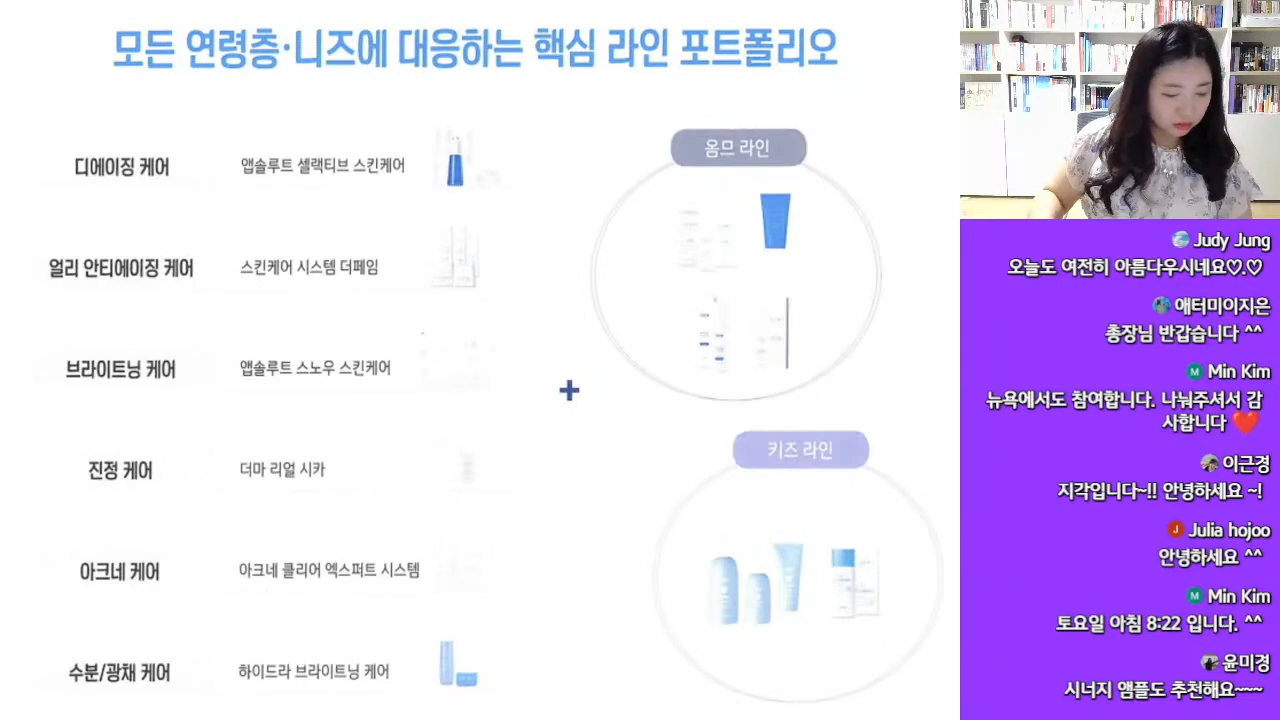 모든 연령층·니즈에 대응하는 핵심 라인 포트폴리오
디에이징 케어
앱솔루트 셀랙티브 스킨케어
얼리 안티에이징 케어
스킨케어 시스템 더페임
브라이트닝 케어
앱솔루트 스노우 스킨케어
진정 케어
더마 리얼 시카
아크네 케어
아크네 클리어 엑스퍼트 시스템
수분/광채 케어
하이드라 브라이트닝 케어
+
옴므 라인
키즈 라인
Judy Jung
오늘도 여전히 아름다우시네요♡.♡
애터미이지은
총장님 반갑습니다 ^^
M Min Kim
뉴욕에서도 참여합니다. 나눠주셔서 감
사합니다 ❤️
이근경
지각입니다~!! 안녕하세요 ~!
J Julia hojoo
안녕하세요 ^^
M Min Kim
토요일 아침 8:22 입니다. ^^
윤미경
시너지 앰플도 추천해요~~~